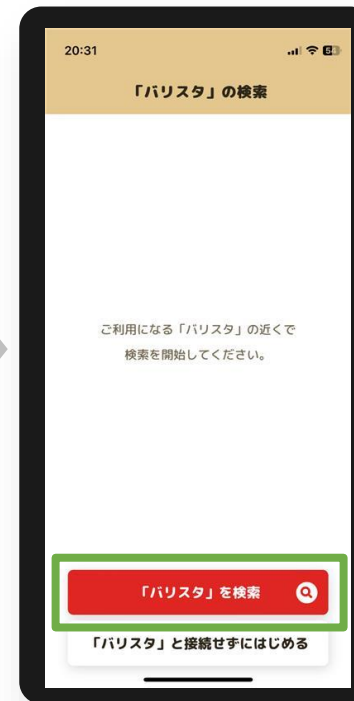 20:31
「バリスタ」の検索
ご利用になる「バリスタ」の近くで
検索を開始してください。
「バリスタ」を検索
「バリスタ」と接続せずにはじめる